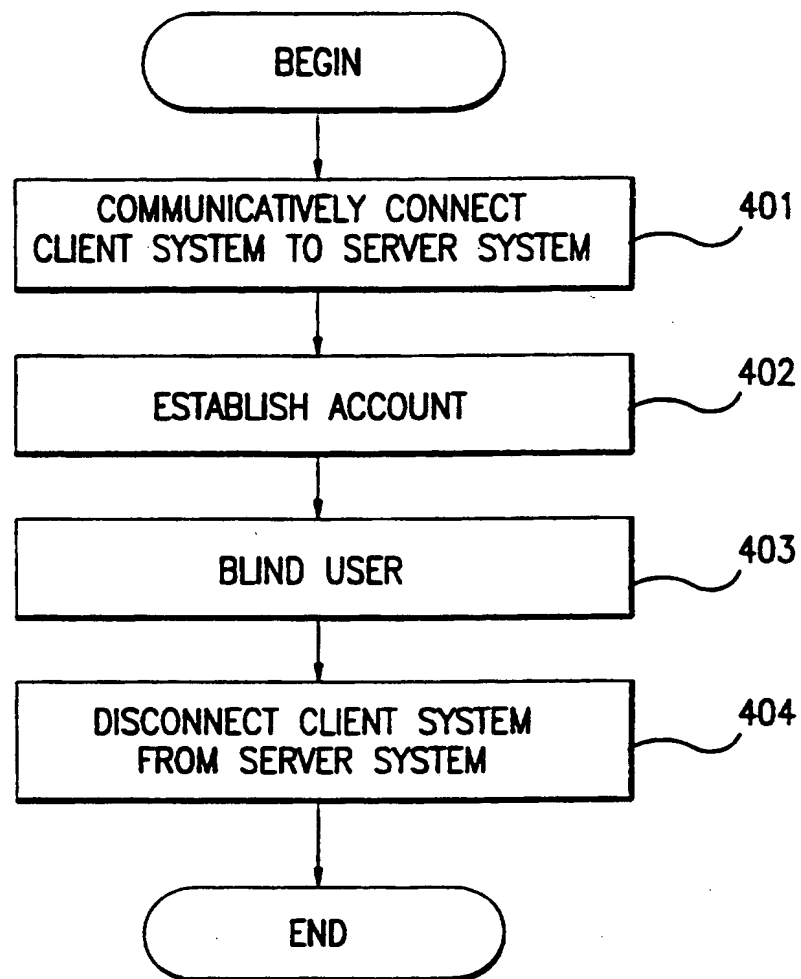 BEGIN
COMMUNICATIVELY CONNECT
CLIENT SYSTEM TO SERVER SYSTEM
401
ESTABLISH ACCOUNT
402
BLIND USER
403
DISCONNECT CLIENT SYSTEM
FROM SERVER SYSTEM
404
END